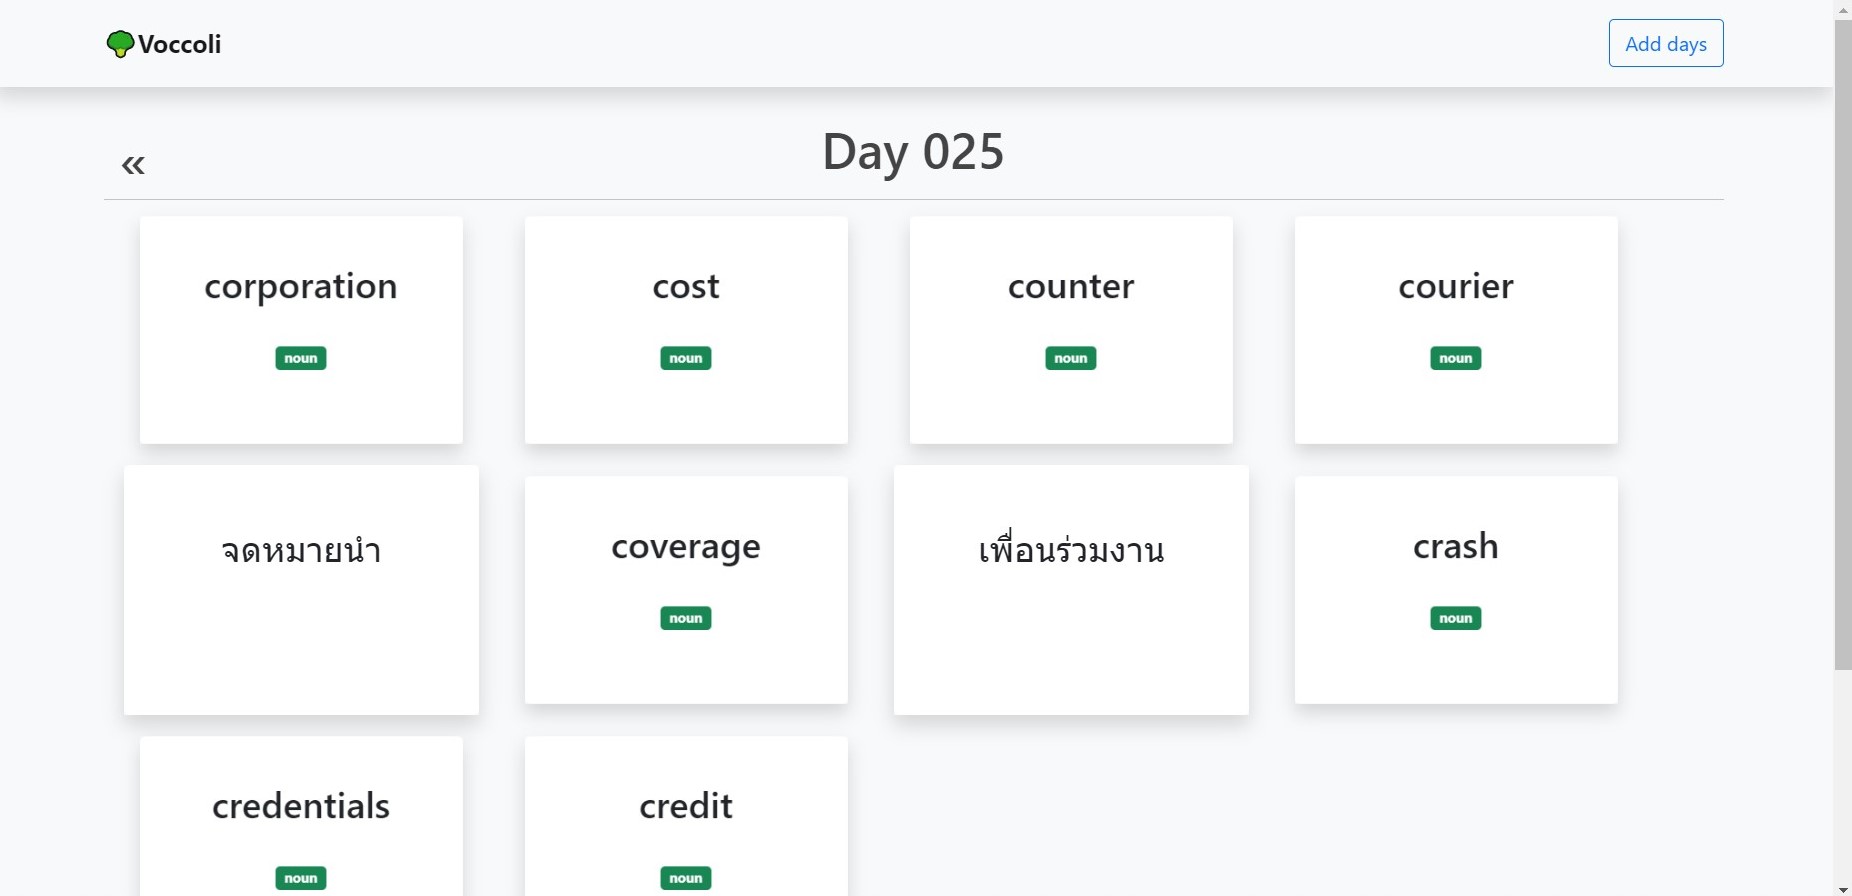 Voccoli
Add days
«
Day 025
corporation
noun
cost
noun
counter
noun
courier
noun
จดหมายนำ
coverage
noun
เพื่อนร่วมงาน
crash
noun
credentials
noun
credit
noun